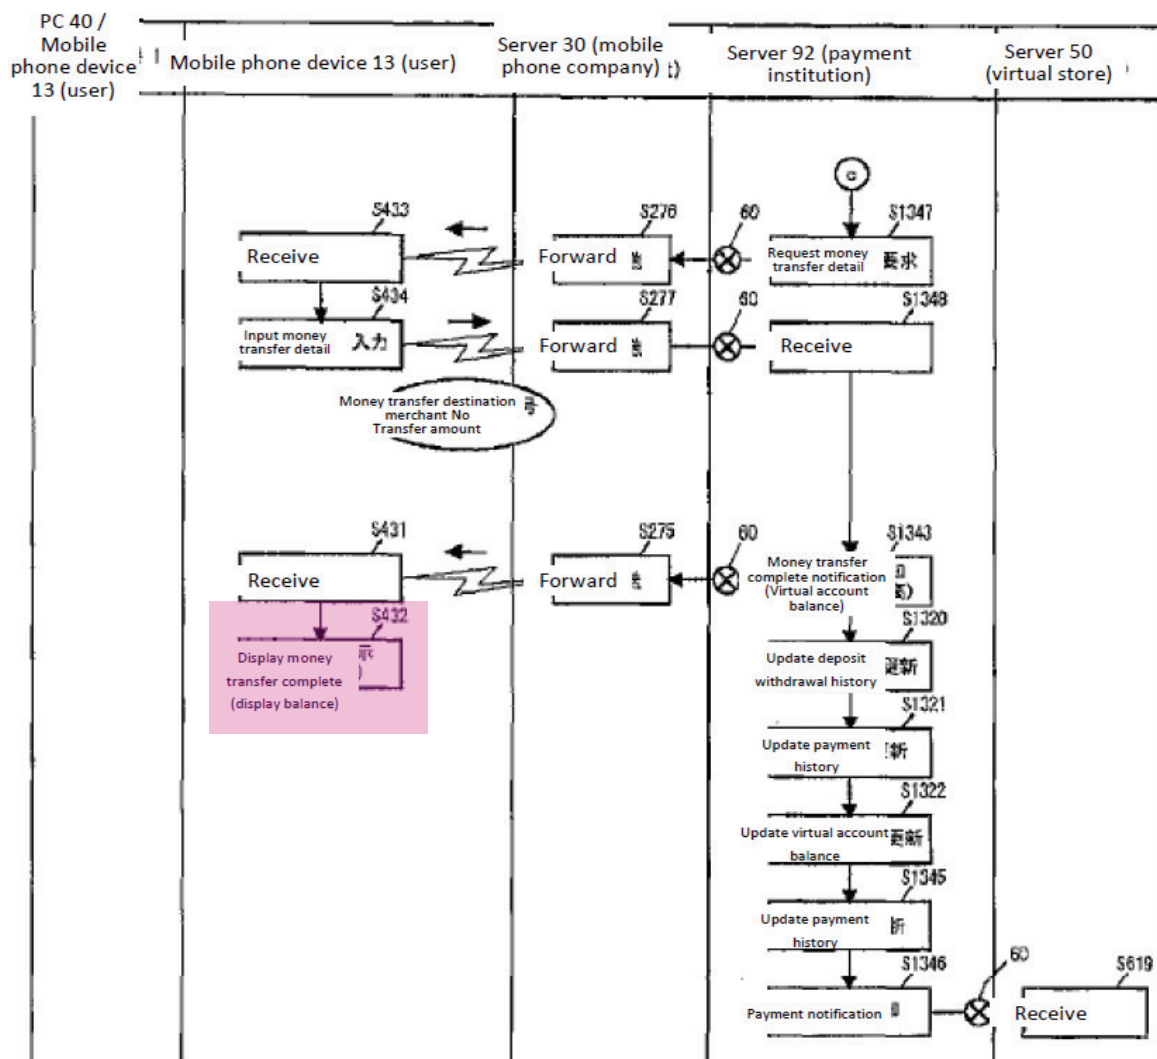 PC 40 /
Mobile
phone device
13 (user)
Mobile phone device 13 (user)
Server 30 (mobile
phone company)
Server 92 (payment
institution)
Server 50
(virtual store)
G
S433
S276
60
S1347
Receive
Forward
Request money
transfer detail
要求
S434
S277
60
S1348
Input money
transfer detail
入力
Forward
Receive
Money transfer destination
merchant No
Transfer amount
S431
S275
60
S1343
Receive
Forward
Money transfer
complete notification
(Virtual account
balance)
S432
S1320
Display money
transfer complete
(display balance)
Update deposit
withdrawal history
更新
S1321
Update payment
history
新
S1322
Update virtual account
balance
更新
S1345
Update payment
history
S1346
60
S619
Payment notification
Receive